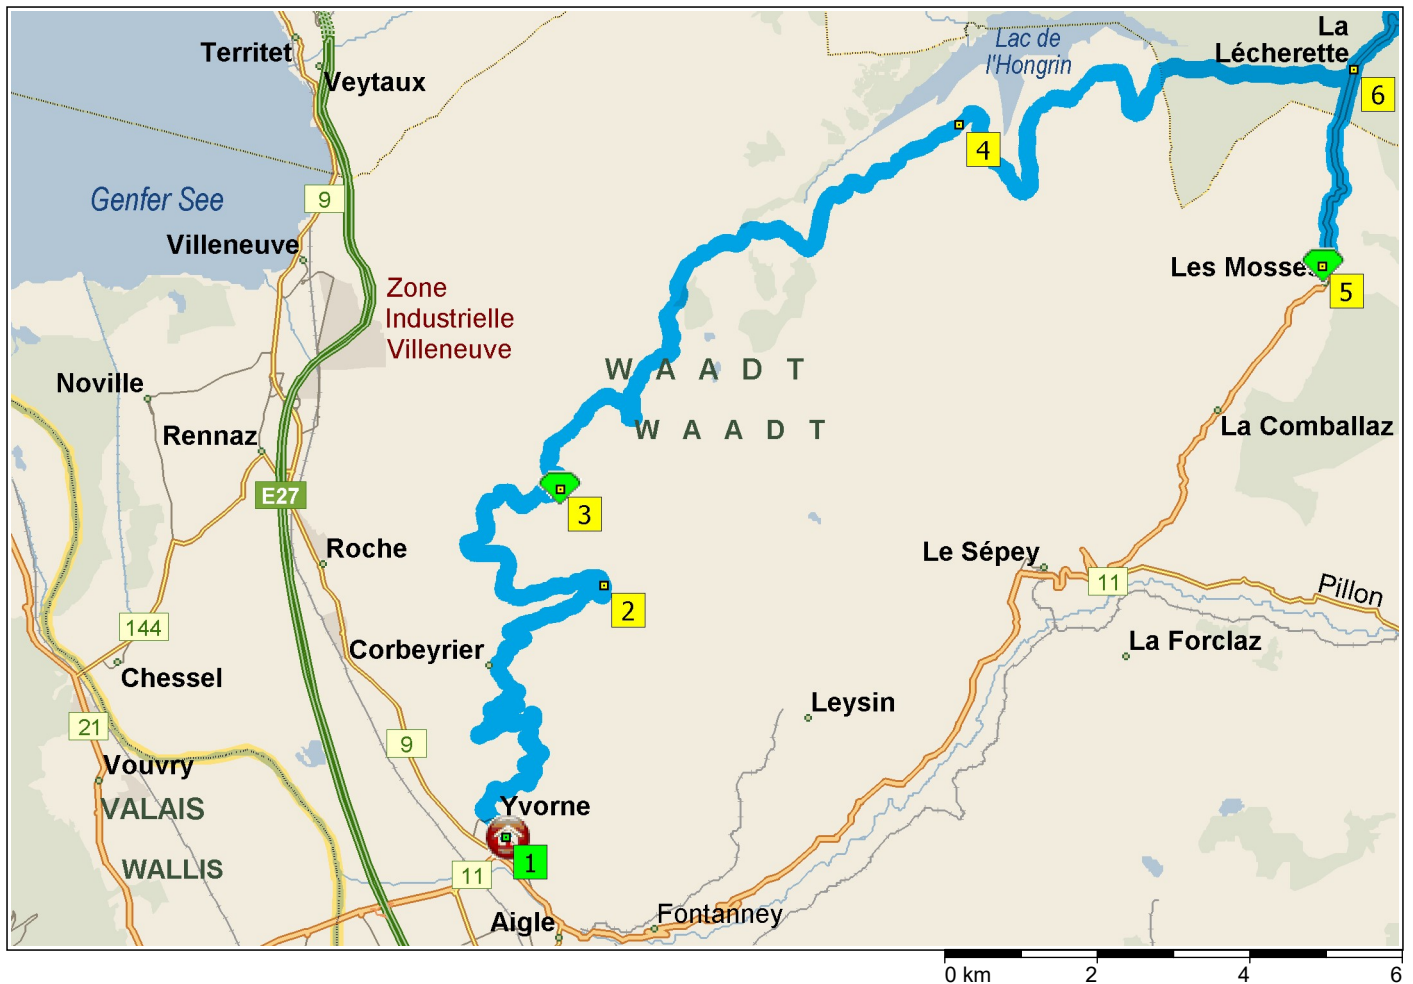 La
Lécherette
Territet
Lac de
l'Hongrin
Veytaux
6
4
9
Genfer See
Villeneuve
Les Mosses
5
Zone
Industrielle
Villeneuve
WAADT
Noville
WAADT
La Comballaz
Rennaz
E27
3
Roche
Le Sépey
11
Pillon
2
144
Corbeyrier
La Forclaz
Chessel
Leysin
21
9
Vouvry
VALAIS
Yvorne
1
WALLIS
11
Aigle
Fontanney
0 km 2 4 6